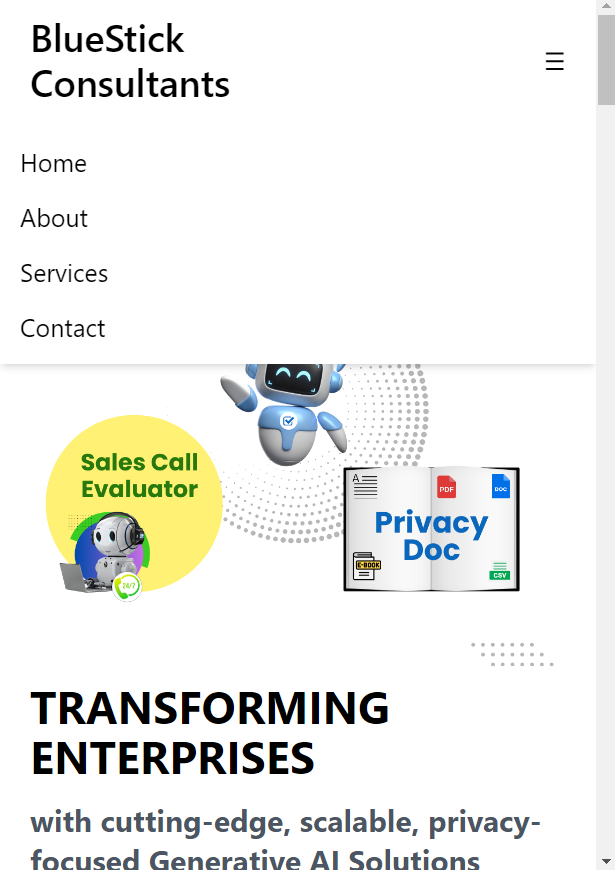 BlueStick
Consultants
☰
Home
About
Services
Contact
Sales Call
Evaluator
24/7
A
PDF
DOC
Privacy
Doc
E-BOOK
CSV
TRANSFORMING
ENTERPRISES
with cutting-edge, scalable, privacy-
focused Generative AI Solutions